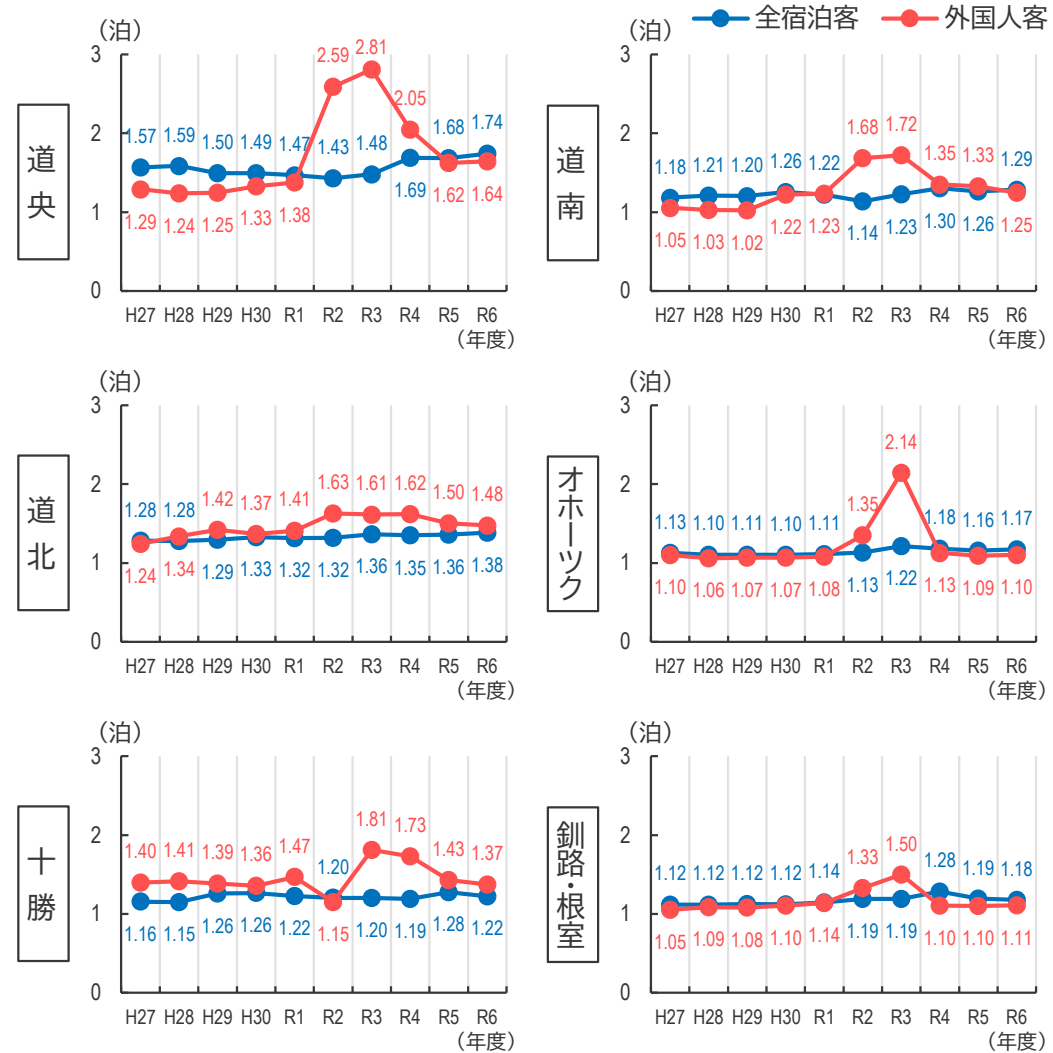 全宿泊客 外国人客
道央
（泊）
3
2
1
0
1.57 1.59 1.50 1.49 1.47 1.43 1.48 1.69 1.68 1.74
1.29 1.24 1.25 1.33 1.38 2.59 2.81 2.05 1.62 1.64
H27 H28 H29 H30 R1 R2 R3 R4 R5 R6
（年度）
道南
（泊）
3
2
1
0
1.18 1.21 1.20 1.26 1.22 1.14 1.23 1.30 1.26 1.29
1.05 1.03 1.02 1.22 1.23 1.68 1.72 1.35 1.33 1.25
H27 H28 H29 H30 R1 R2 R3 R4 R5 R6
（年度）
道北
（泊）
3
2
1
0
1.28 1.28 1.29 1.33 1.32 1.32 1.36 1.35 1.36 1.38
1.24 1.34 1.42 1.37 1.41 1.63 1.61 1.62 1.50 1.48
H27 H28 H29 H30 R1 R2 R3 R4 R5 R6
（年度）
オホーツク
（泊）
3
2
1
0
1.13 1.10 1.11 1.10 1.11 1.13 1.22 1.18 1.16 1.17
1.10 1.06 1.07 1.07 1.08 1.35 2.14 1.13 1.09 1.10
H27 H28 H29 H30 R1 R2 R3 R4 R5 R6
（年度）
十勝
（泊）
3
2
1
0
1.16 1.15 1.26 1.26 1.22 1.20 1.20 1.19 1.28 1.22
1.40 1.41 1.39 1.36 1.47 1.15 1.81 1.73 1.43 1.37
H27 H28 H29 H30 R1 R2 R3 R4 R5 R6
（年度）
釧路・根室
（泊）
3
2
1
0
1.12 1.12 1.12 1.12 1.14 1.19 1.19 1.28 1.19 1.18
1.05 1.09 1.08 1.10 1.14 1.33 1.50 1.10 1.10 1.11
H27 H28 H29 H30 R1 R2 R3 R4 R5 R6
（年度）